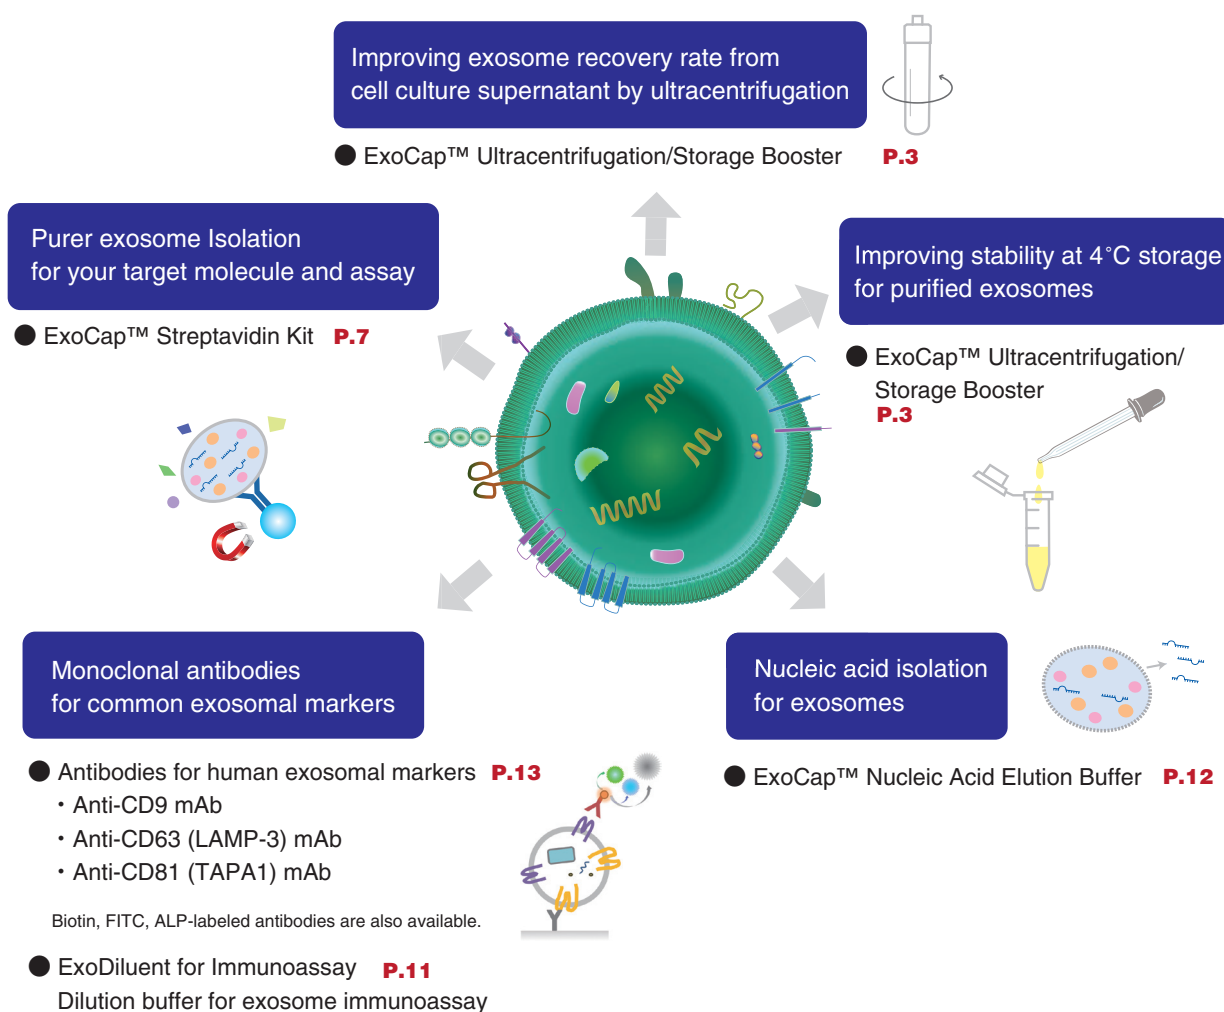 Improving exosome recovery rate from
cell culture supernatant by ultracentrifugation
● ExoCap™ Ultracentrifugation/Storage Booster P.3
Purer exosome Isolation
for your target molecule and assay
● ExoCap™ Streptavidin Kit P.7
Improving stability at 4˚C storage
for purified exosomes
● ExoCap™ Ultracentrifugation/
Storage Booster
P.3
Monoclonal antibodies
for common exosomal markers
● Antibodies for human exosomal markers P.13
・Anti-CD9 mAb
・Anti-CD63 (LAMP-3) mAb
・Anti-CD81 (TAPA1) mAb
Biotin, FITC, ALP-labeled antibodies are also available.
● ExoDiluent for Immunoassay P.11
Dilution buffer for exosome immunoassay
Nucleic acid isolation
for exosomes
● ExoCap™ Nucleic Acid Elution Buffer P.12